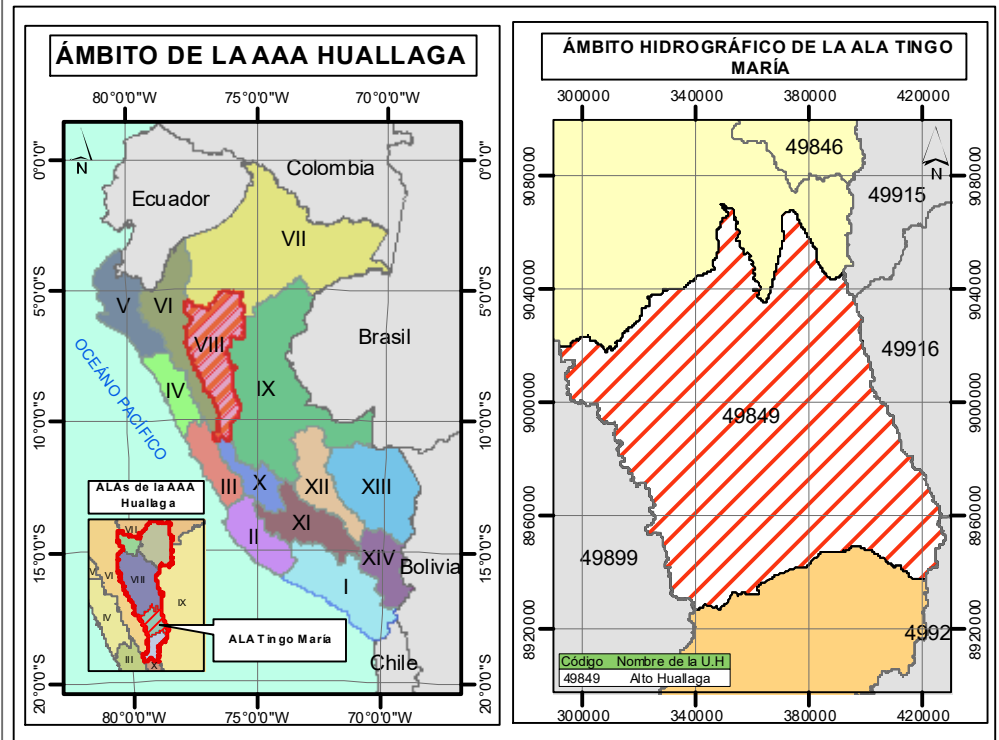 ÁMBITO DE LA AAA HUALLAGA
80°0'0"W 75°0'0"W 70°0'0"W
0°0'0"S
0°0'0"S
N
Colombia
Ecuador
VII
5°0'0"S
5°0'0"S
V
VI
VIII
Brasil
OCEÁNO PACÍFICO
IV
IX
10°0'0"S
10°0'0"S
III
X
XII
XIII
ALAs de la AAA
Huallaga
XI
II
15°0'0"S
15°0'0"S
XIV
Bolivia
I
VII
V
VI
VIII
IX
IV
III
X
ALA Tingo María
Chile
20°0'0"S
20°0'0"S
80°0'0"W 75°0'0"W 70°0'0"W
ÁMBITO HIDROGRÁFICO DE LA ALA TINGO
MARÍA
300000 340000 380000 420000
49846
N
9080000
9080000
49915
9040000
9040000
49916
9000000
9000000
49849
8960000
8960000
49899
8920000
8920000
4992
Código Nombre de la U.H
49849 Alto Huallaga
300000 340000 380000 420000